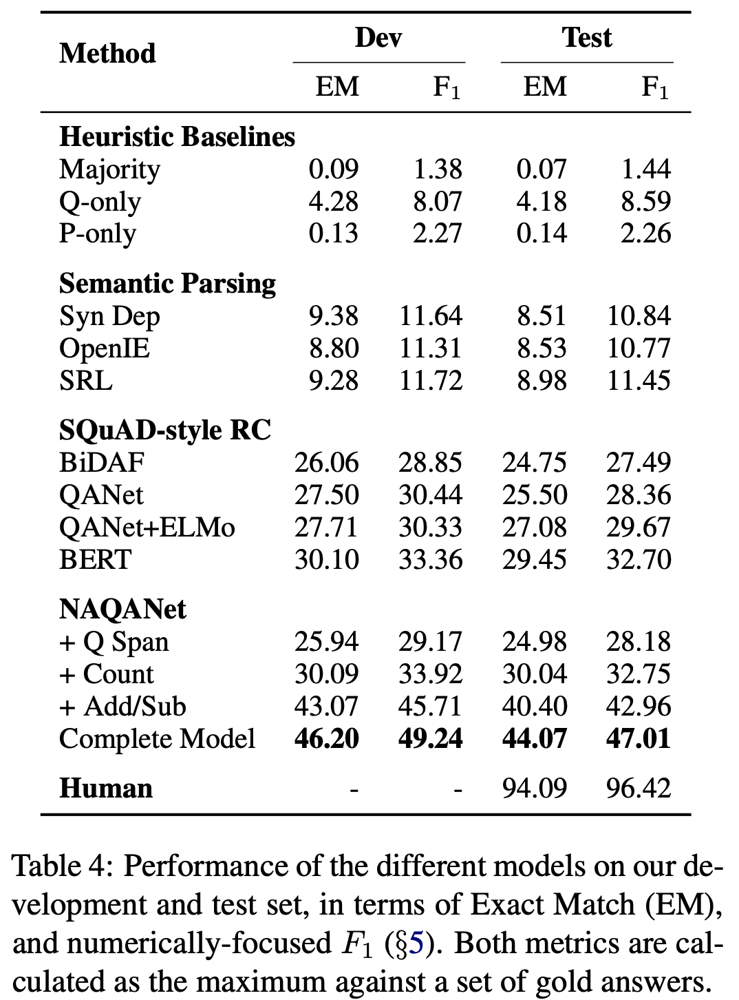 Method Dev Test
EM F₁ EM F₁
Heuristic Baselines
Majority 0.09 1.38 0.07 1.44
Q-only 4.28 8.07 4.18 8.59
P-only 0.13 2.27 0.14 2.26
Semantic Parsing
Syn Dep 9.38 11.64 8.51 10.84
OpenIE 8.80 11.31 8.53 10.77
SRL 9.28 11.72 8.98 11.45
SQuAD-style RC
BiDAF 26.06 28.85 24.75 27.49
QANet 27.50 30.44 25.50 28.36
QANet+ELMo 27.71 30.33 27.08 29.67
BERT 30.10 33.36 29.45 32.70
NAQANet
+ Q Span 25.94 29.17 24.98 28.18
+ Count 30.09 33.92 30.04 32.75
+ Add/Sub 43.07 45.71 40.40 42.96
Complete Model 46.20 49.24 44.07 47.01
Human - - 94.09 96.42
Table 4: Performance of the different models on our de-
velopment and test set, in terms of Exact Match (EM),
and numerically-focused F₁ (§5). Both metrics are cal-
culated as the maximum against a set of gold answers.